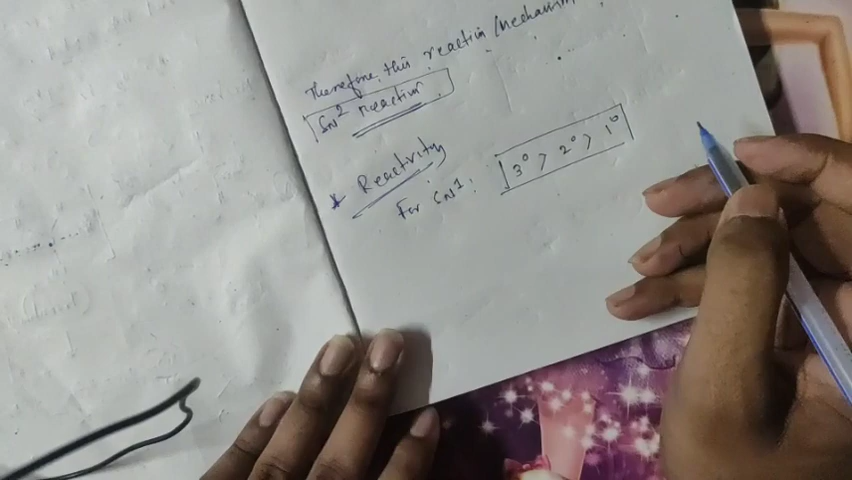 Therefore, this reaction/mechanism
SN2 Reaction.
* Reactivity
For SN1: 3° > 2° > 1°